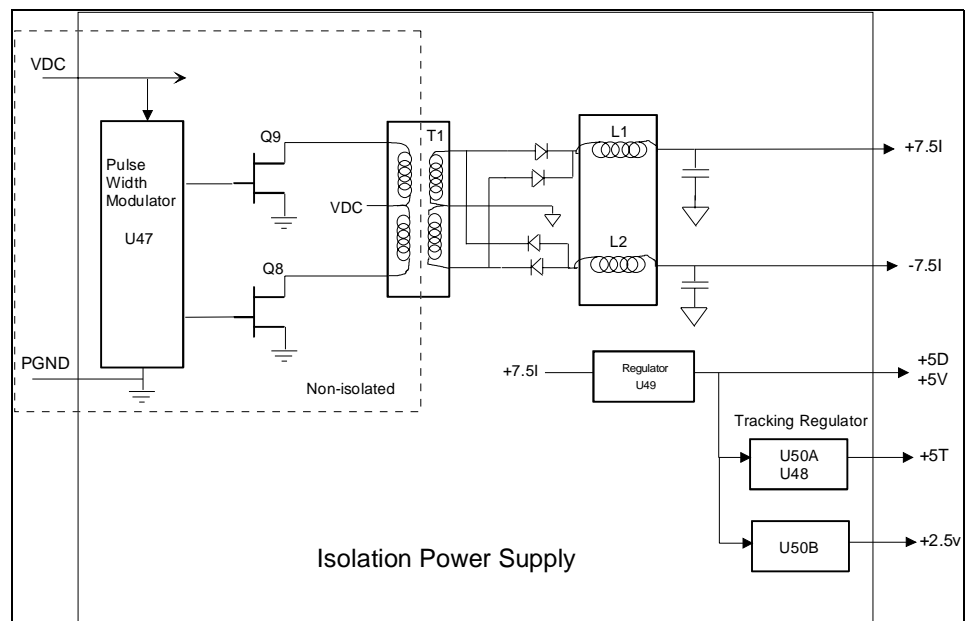 VDC
Q9
T1
L1
+7.5I
Pulse
Width
Modulator
U47
VDC
L2
Q8
-7.5I
PGND
Non-isolated
+7.5I
Regulator
U49
+5D
+5V
Tracking Regulator
U50A
U48
+5T
U50B
+2.5v
Isolation Power Supply